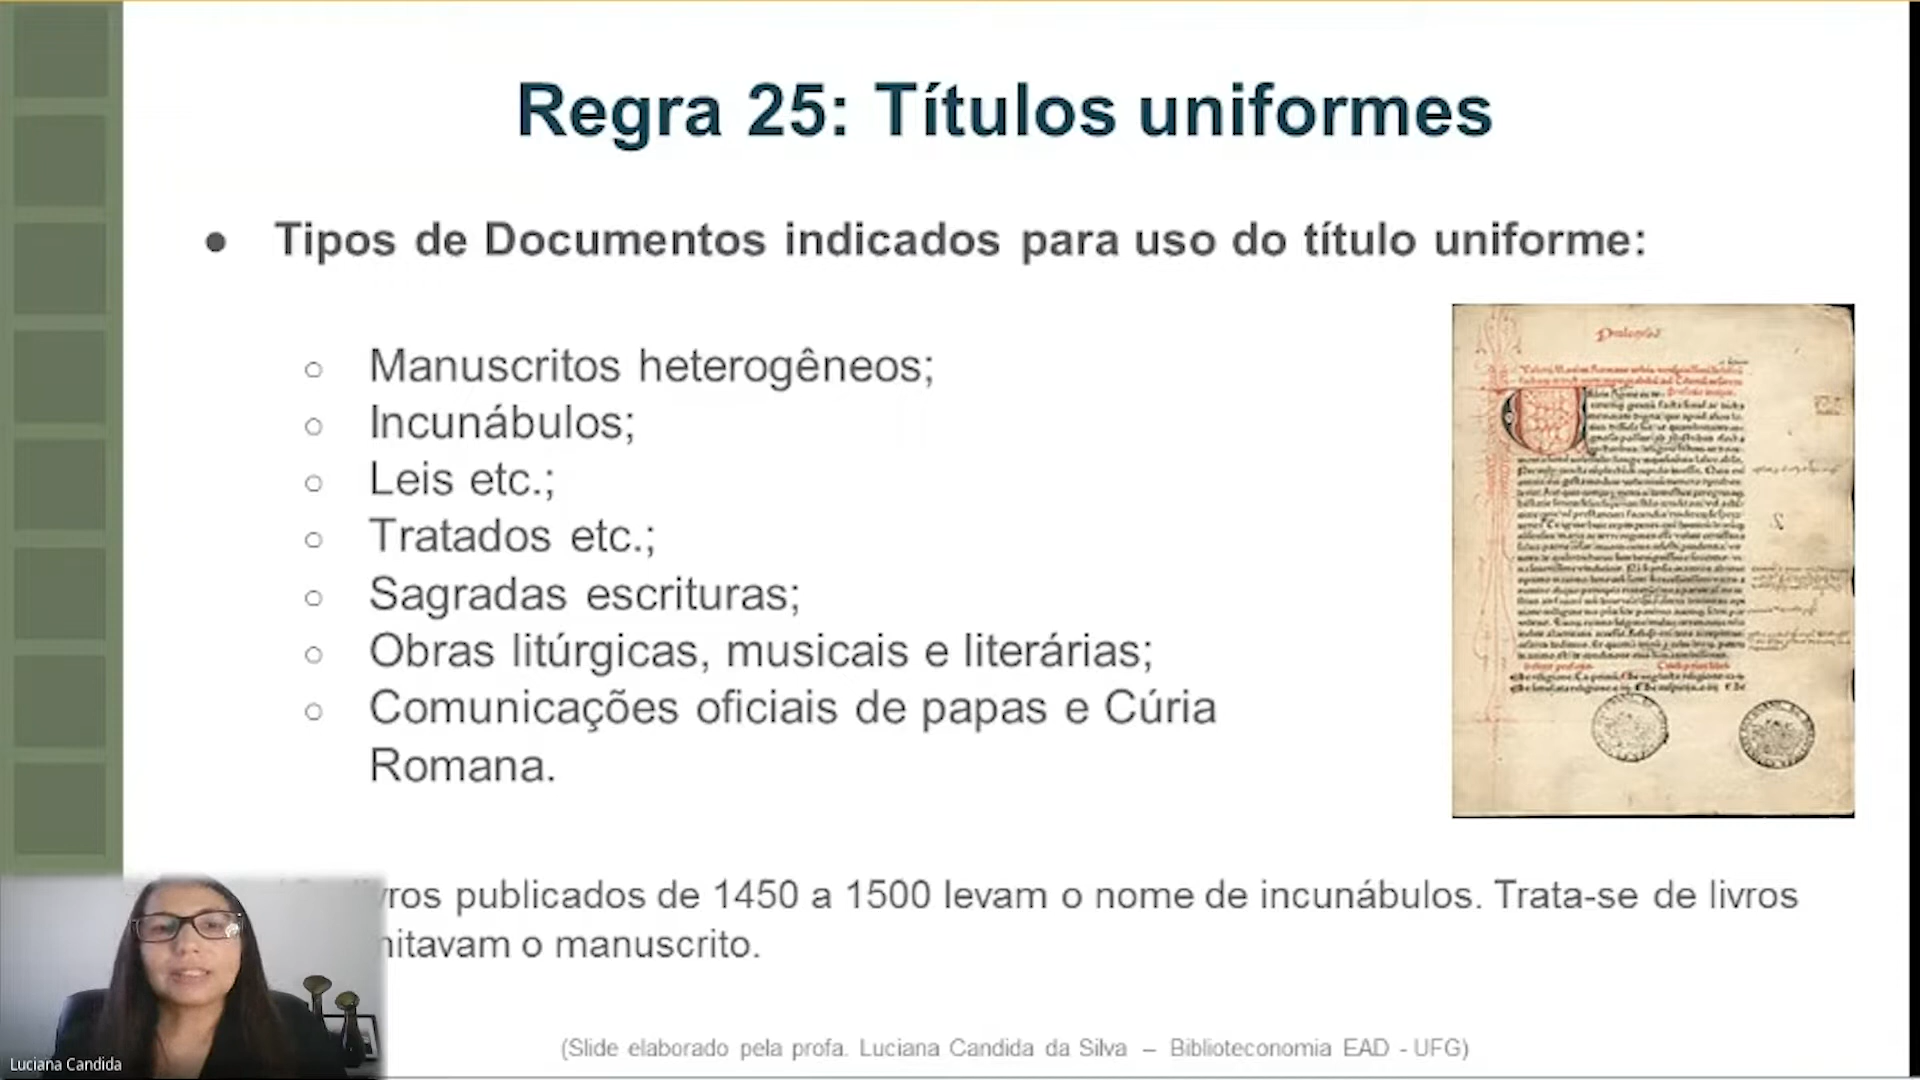 Regra 25: Títulos uniformes
● Tipos de Documentos indicados para uso do título uniforme:
○ Manuscritos heterogêneos;
○ Incunábulos;
○ Leis etc.;
○ Tratados etc.;
○ Sagradas escrituras;
○ Obras litúrgicas, musicais e literárias;
○ Comunicações oficiais de papas e Cúria
Romana.
publicados de 1450 a 1500 levam o nome de incunábulos. Trata-se de livros
o manuscrito.
(Slide elaborado pela profa. Luciana Candida da Silva – Biblioteconomia EAD - UFG)
Luciana Candida